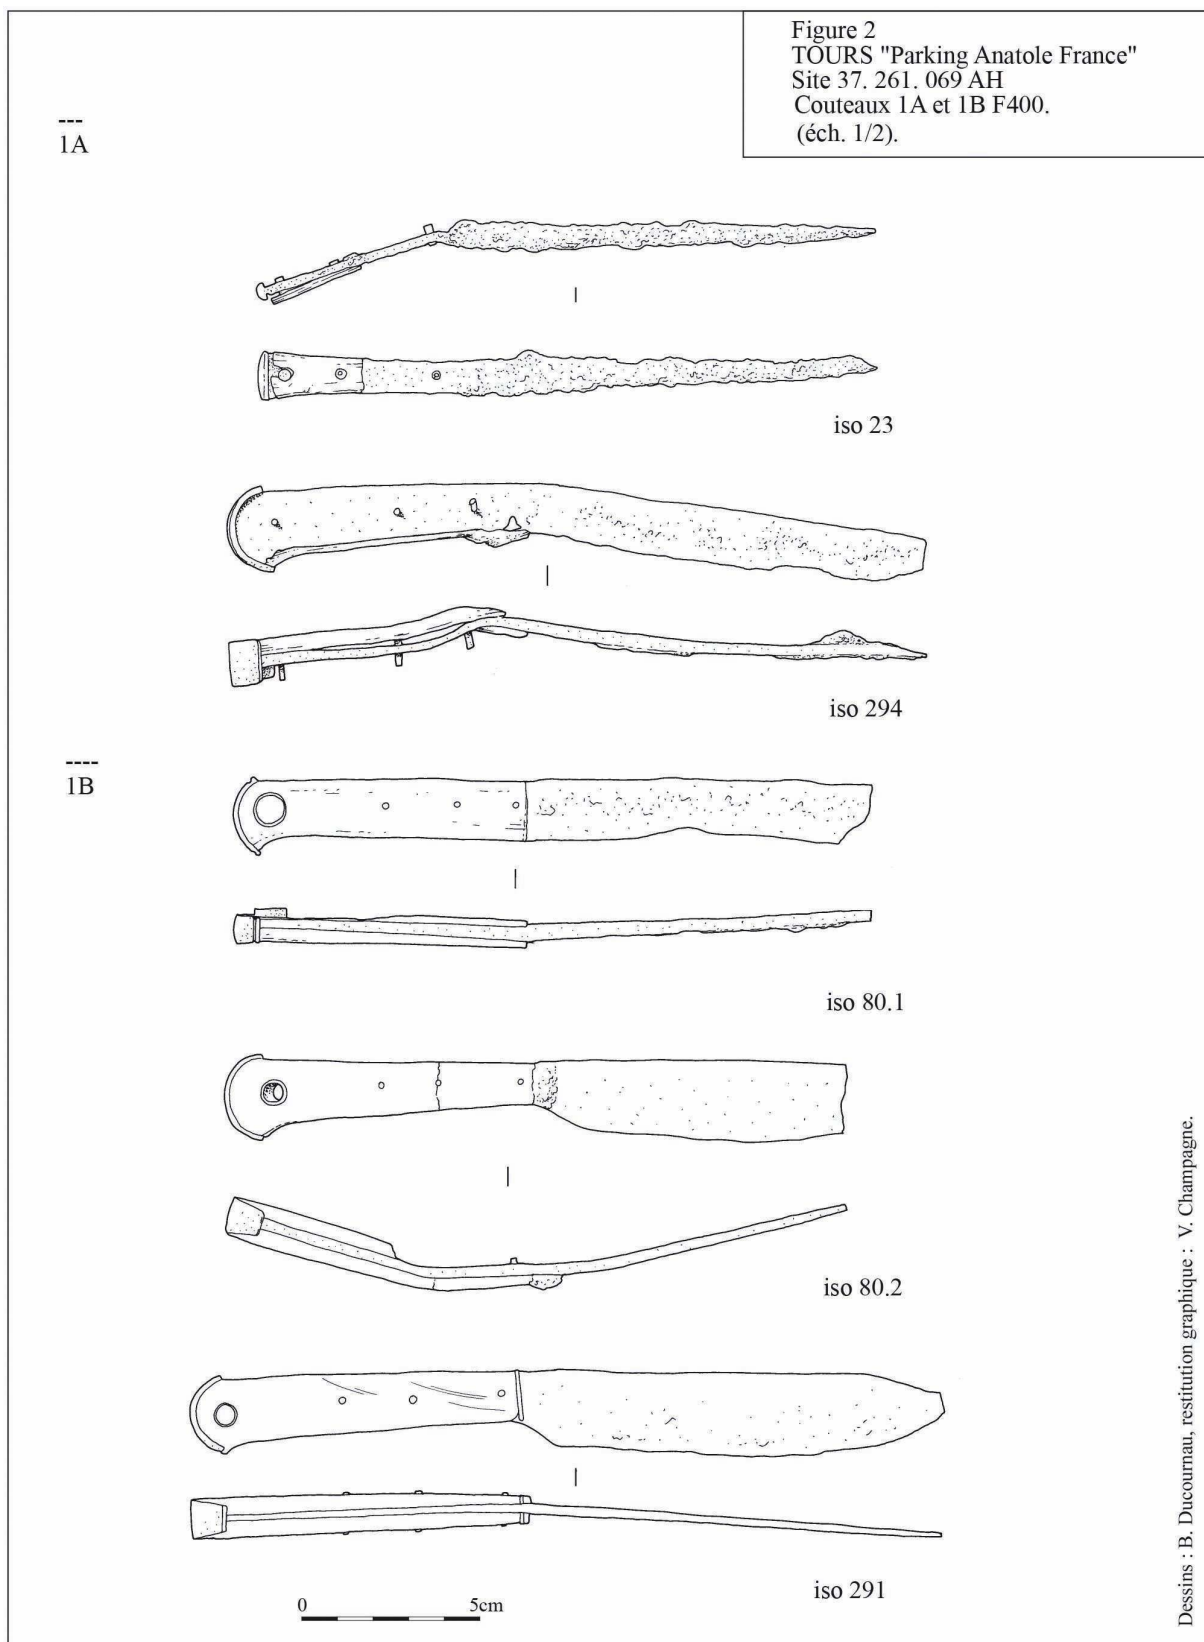 Figure 2
TOURS "Parking Anatole France"
Site 37. 261. 069 AH
Couteaux 1A et 1B F400.
(éch. 1/2).
1A
iso 23
iso 294
1B
iso 80.1
iso 80.2
iso 291
0 5cm
Dessins : B. Ducournau, restitution graphique : V. Champagne.